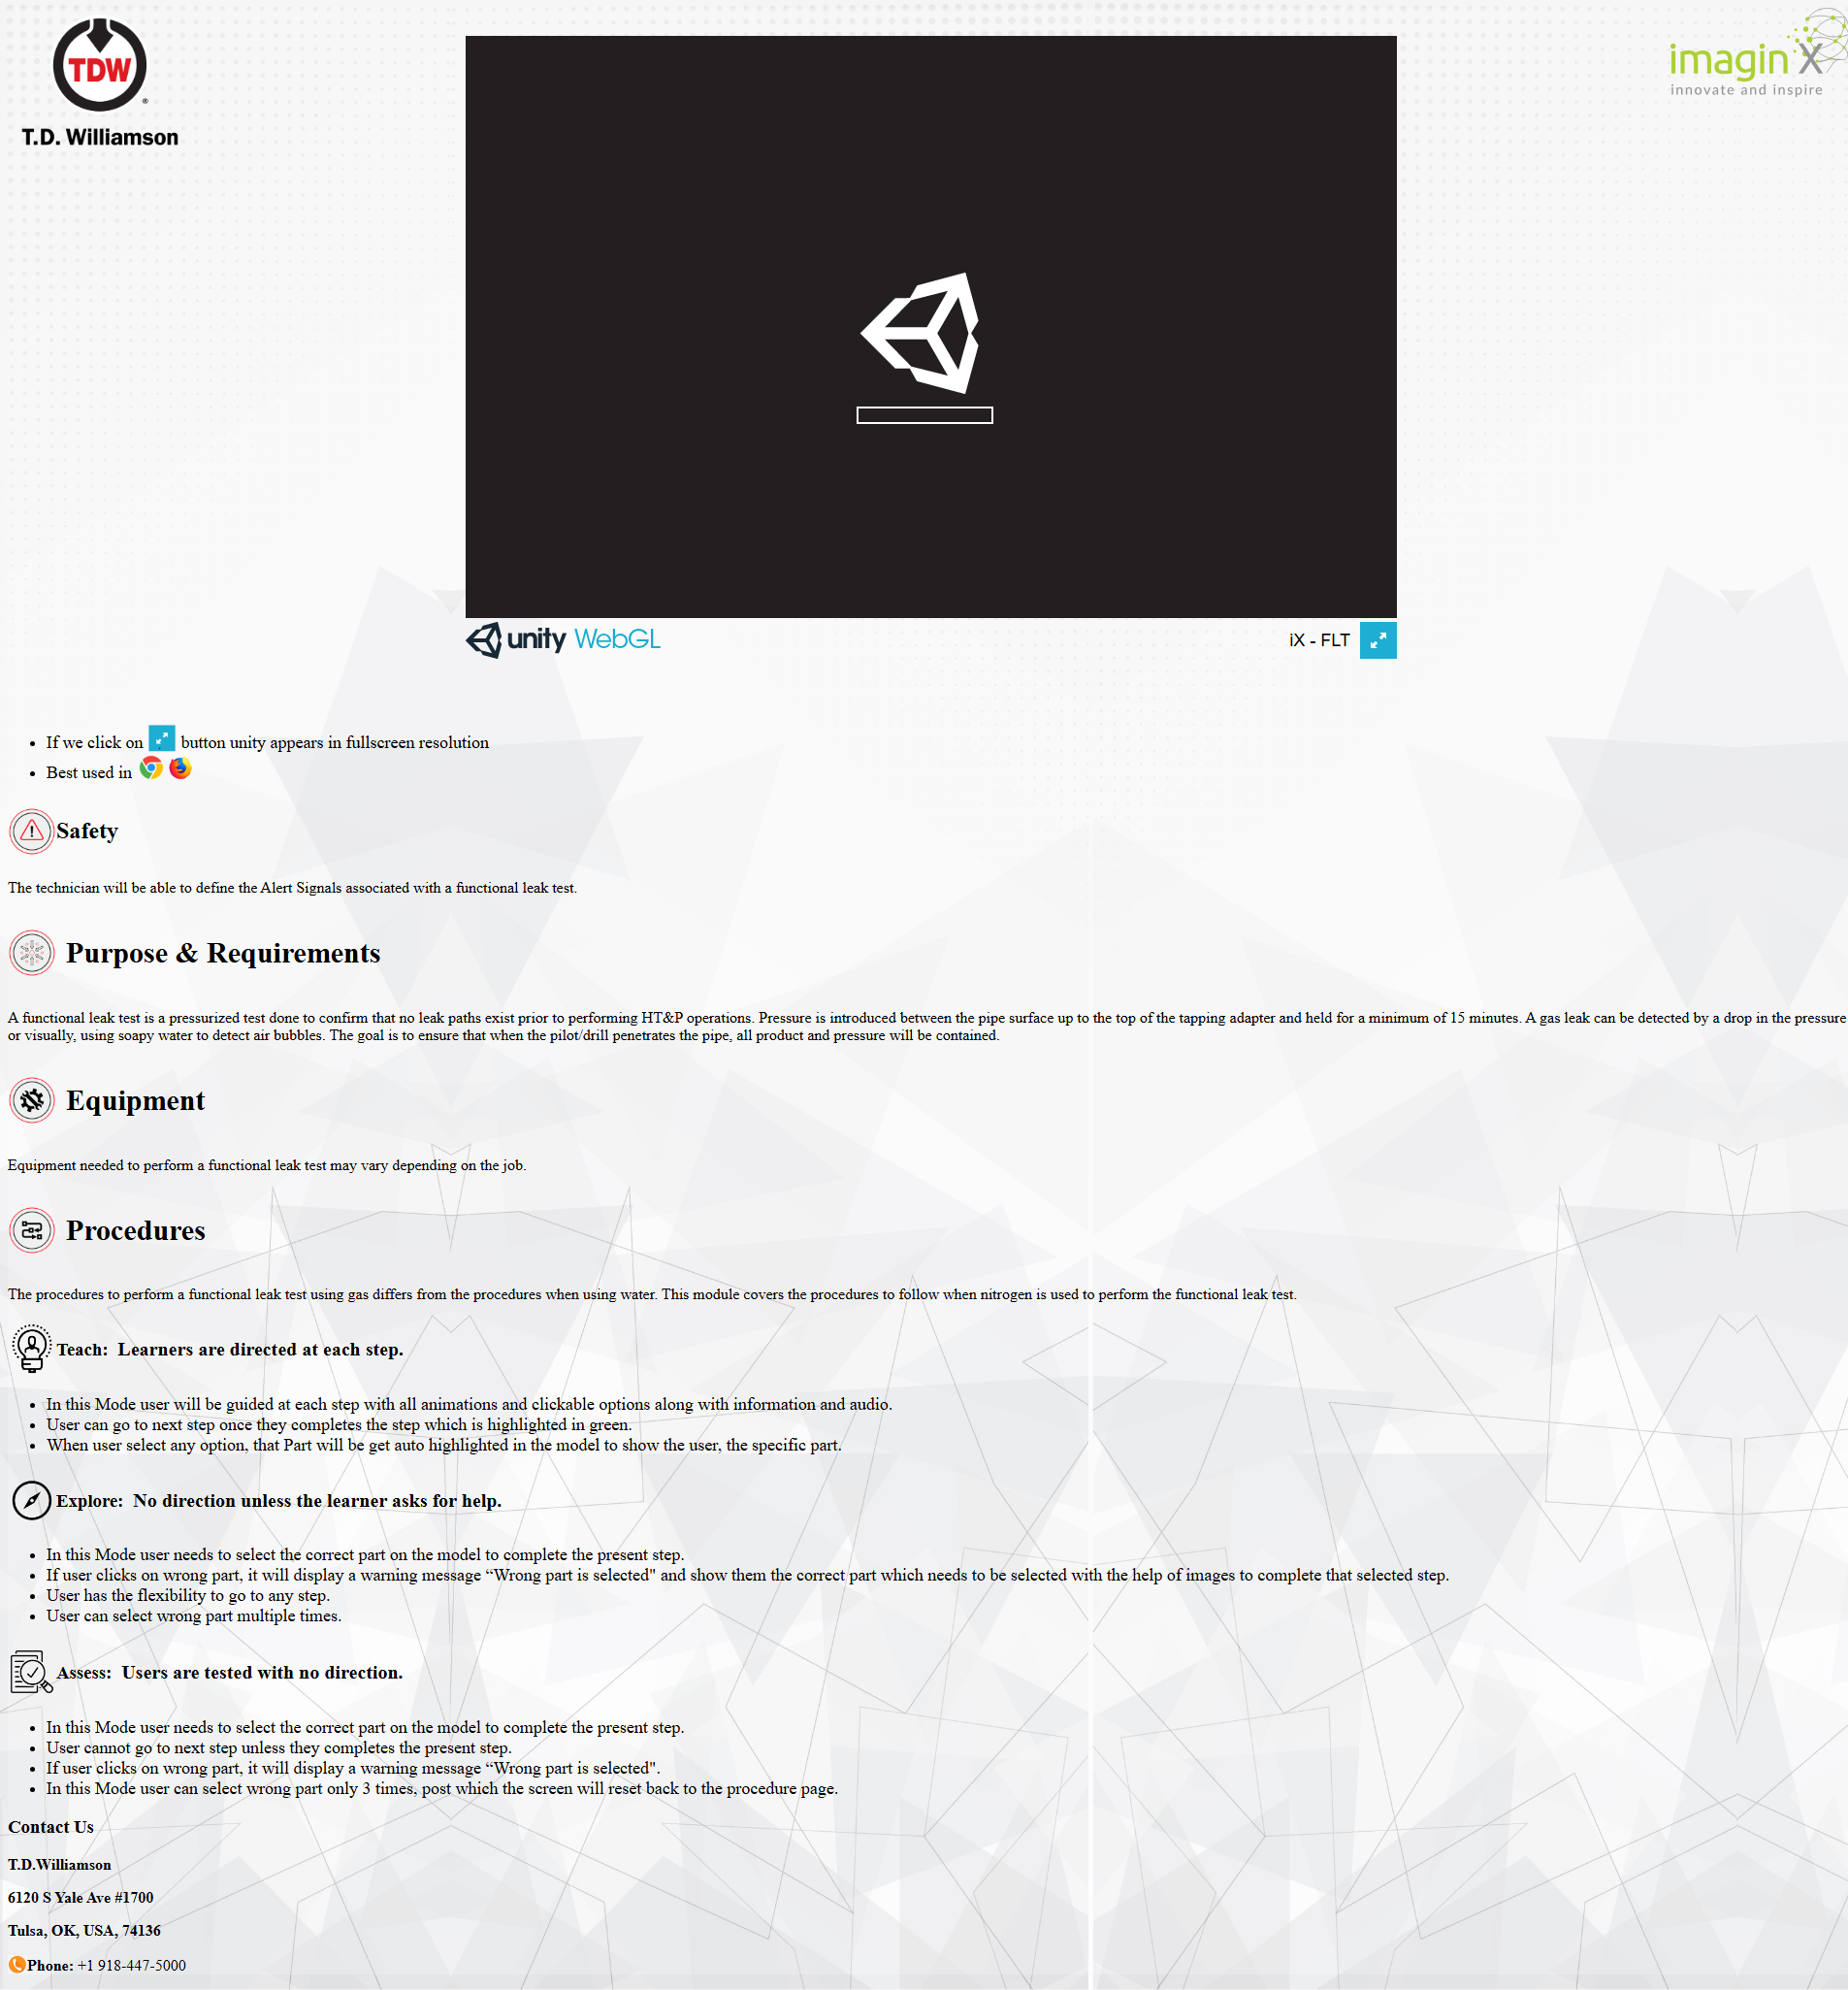 TDW
®
T.D. Williamson
imagin X
innovate and inspire
unity WebGL
iX - FLT
If we click on button unity appears in fullscreen resolution
Best used in
Safety
The technician will be able to define the Alert Signals associated with a functional leak test.
Purpose & Requirements
A functional leak test is a pressurized test done to confirm that no leak paths exist prior to performing HT&P operations. Pressure is introduced between the pipe surface up to the top of the tapping adapter and held for a minimum of 15 minutes. A gas leak can be detected by a drop in the pressure
or visually, using soapy water to detect air bubbles. The goal is to ensure that when the pilot/drill penetrates the pipe, all product and pressure will be contained.
Equipment
Equipment needed to perform a functional leak test may vary depending on the job.
Procedures
The procedures to perform a functional leak test using gas differs from the procedures when using water. This module covers the procedures to follow when nitrogen is used to perform the functional leak test.
Teach: Learners are directed at each step.
In this Mode user will be guided at each step with all animations and clickable options along with information and audio.
User can go to next step once they completes the step which is highlighted in green.
When user select any option, that Part will be get auto highlighted in the model to show the user, the specific part.
Explore: No direction unless the learner asks for help.
In this Mode user needs to select the correct part on the model to complete the present step.
If user clicks on wrong part, it will display a warning message “Wrong part is selected" and show them the correct part which needs to be selected with the help of images to complete that selected step.
User has the flexibility to go to any step.
User can select wrong part multiple times.
Assess: Users are tested with no direction.
In this Mode user needs to select the correct part on the model to complete the present step.
User cannot go to next step unless they completes the present step.
If user clicks on wrong part, it will display a warning message “Wrong part is selected".
In this Mode user can select wrong part only 3 times, post which the screen will reset back to the procedure page.
Contact Us
T.D.Williamson
6120 S Yale Ave #1700
Tulsa, OK, USA, 74136
Phone: +1 918-447-5000